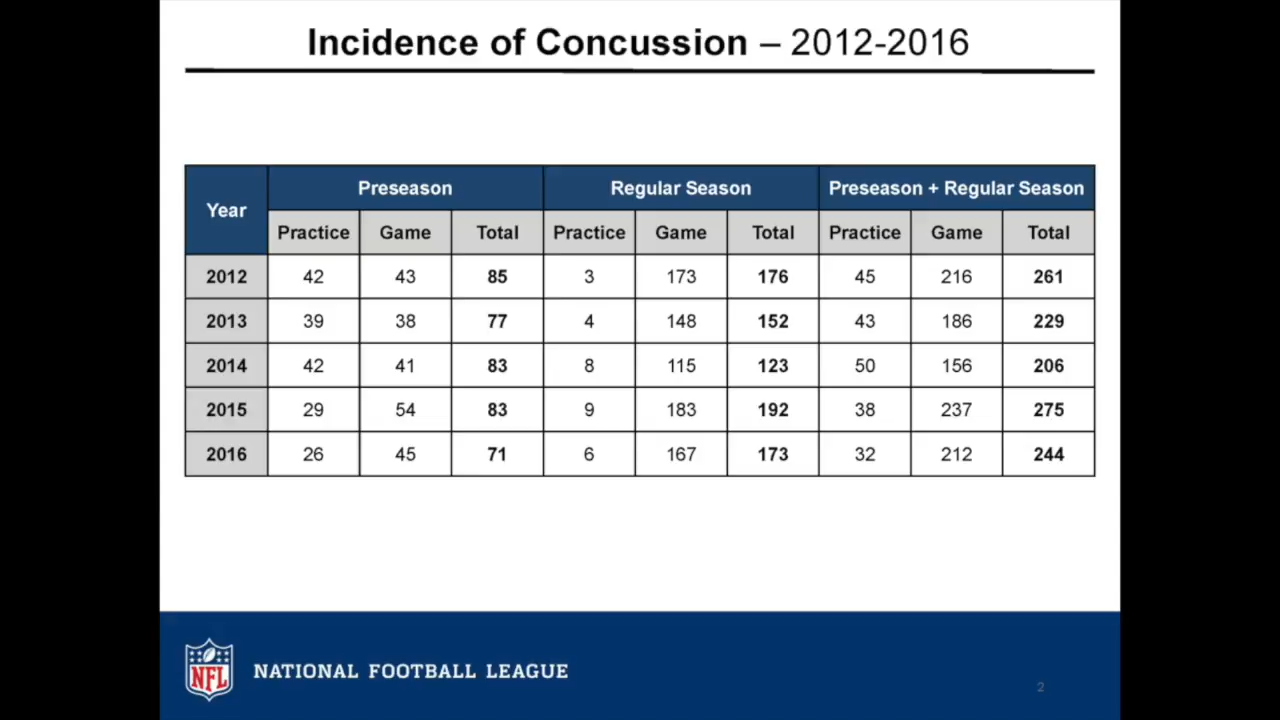 Incidence of Concussion – 2012-2016
Year Preseason Regular Season Preseason + Regular Season
Practice Game Total Practice Game Total Practice Game Total
2012 42 43 85 3 173 176 45 216 261
2013 39 38 77 4 148 152 43 186 229
2014 42 41 83 8 115 123 50 156 206
2015 29 54 83 9 183 192 38 237 275
2016 26 45 71 6 167 173 32 212 244
NFL NATIONAL FOOTBALL LEAGUE
2